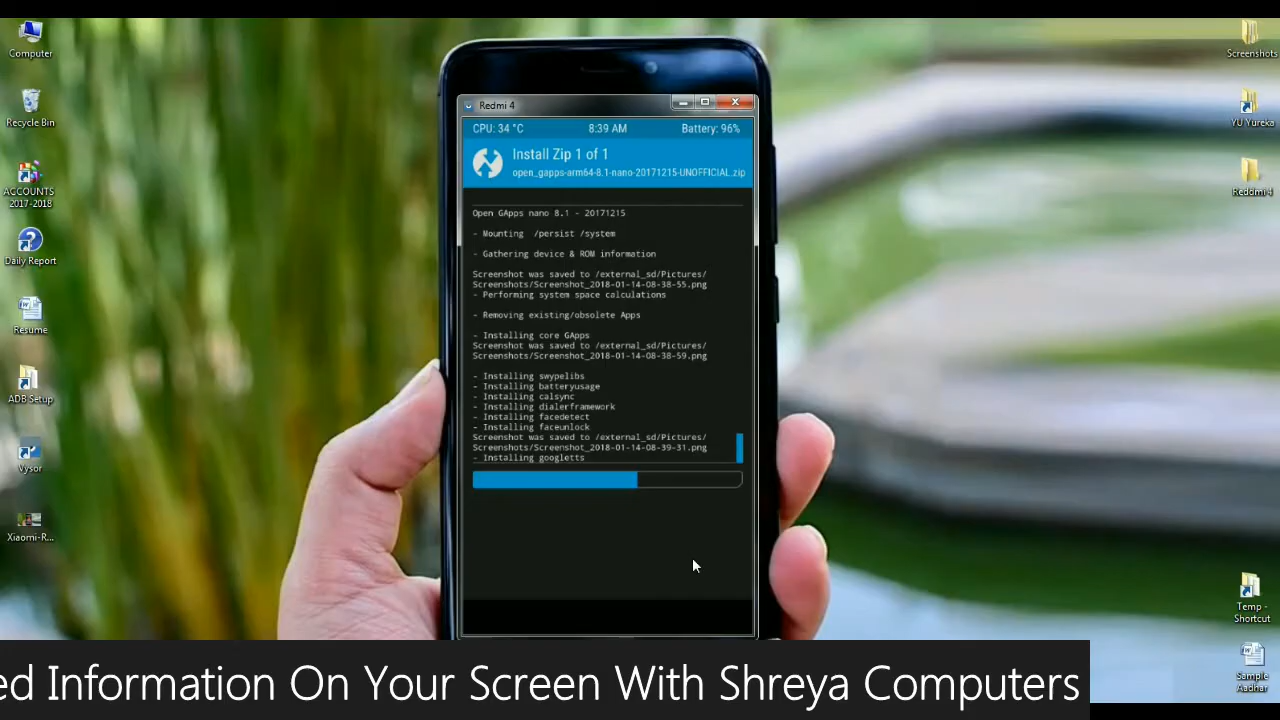 Computer
Recycle Bin
ACCOUNTS
2017-2018
Daily Report
Resume
ADB Setup
Vysor
Xiaomi-R...
Redmi 4
CPU: 34 °C 8:39 AM Battery: 96%
Install Zip 1 of 1
open_gapps-arm64-8.1-nano-20171215-UNOFFICIAL.zip
Open GApps nano 8.1 - 20171215
- Mounting /persist /system
- Gathering device & ROM information
Screenshot was saved to /external_sd/Pictures/
Screenshots/Screenshot_2018-01-14-08-38-55.png
- Performing system space calculations
- Removing existing/obsolete Apps
- Installing core GApps
Screenshot was saved to /external_sd/Pictures/
Screenshots/Screenshot_2018-01-14-08-38-59.png
- Installing swypelibs
- Installing batteryusage
- Installing calsync
- Installing dialerframework
- Installing facedetect
- Installing faceunlock
Screenshot was saved to /external_sd/Pictures/
Screenshots/Screenshot_2018-01-14-08-39-31.png
- Installing googletts
Screenshots
YU Yureka
Reddmi 4
Temp -
Shortcut
Sample
Aadhar
ed Information On Your Screen With Shreya Computers